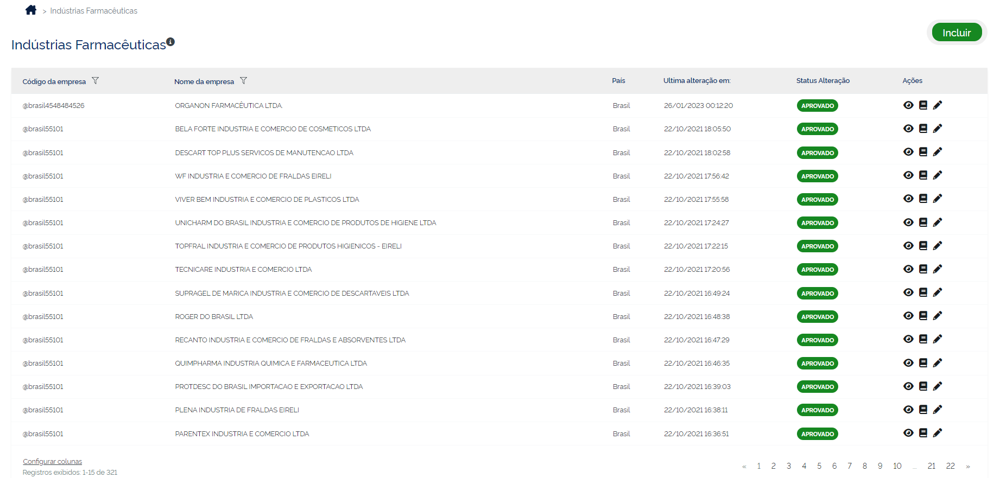 > Indústrias Farmacêuticas
Incluir
Indústrias Farmacêuticas
Código da empresa Nome da empresa País Ultima alteração em: Status Alteração Ações
@brasil4548484526 ORGANON FARMACÊUTICA LTDA. Brasil 26/01/2023 00:12:20 APROVADO
@brasil55101 BELA FORTE INDUSTRIA E COMERCIO DE COSMETICOS LTDA Brasil 22/10/2021 18:05:50 APROVADO
@brasil55101 DESCART TOP PLUS SERVICOS DE MANUTENCAO LTDA Brasil 22/10/2021 18:02:58 APROVADO
@brasil55101 WF INDUSTRIA E COMERCIO DE FRALDAS EIRELI Brasil 22/10/2021 17:56:42 APROVADO
@brasil55101 VIVER BEM INDUSTRIA E COMERCIO DE PLASTICOS LTDA Brasil 22/10/2021 17:55:58 APROVADO
@brasil55101 UNICHARM DO BRASIL INDUSTRIA E COMERCIO DE PRODUTOS DE HIGIENE LTDA Brasil 22/10/2021 17:24:27 APROVADO
@brasil55101 TOPFRAL INDUSTRIA E COMERCIO DE PRODUTOS HIGIENICOS - EIRELI Brasil 22/10/2021 17:22:15 APROVADO
@brasil55101 TECNICARE INDUSTRIA E COMERCIO LTDA Brasil 22/10/2021 17:20:56 APROVADO
@brasil55101 SUPRAGEL DE MARICA INDUSTRIA E COMERCIO DE DESCARTAVEIS LTDA Brasil 22/10/2021 16:49:24 APROVADO
@brasil55101 ROGER DO BRASIL LTDA Brasil 22/10/2021 16:48:38 APROVADO
@brasil55101 RECANTO INDUSTRIA E COMERCIO DE FRALDAS E ABSORVENTES LTDA Brasil 22/10/2021 16:47:29 APROVADO
@brasil55101 QUIMPHARMA INDUSTRIA QUIMICA E FARMACEUTICA LTDA Brasil 22/10/2021 16:46:35 APROVADO
@brasil55101 PROTDESC DO BRASIL IMPORTACAO E EXPORTACAO LTDA Brasil 22/10/2021 16:39:03 APROVADO
@brasil55101 PLENA INDUSTRIA DE FRALDAS EIRELI Brasil 22/10/2021 16:38:11 APROVADO
@brasil55101 PARENTEX INDUSTRIA E COMERCIO LTDA Brasil 22/10/2021 16:36:51 APROVADO
Configurar colunas
« 1 2 3 4 5 6 7 8 9 10 ... 21 22 »
Registros exibidos: 1-15 de 321